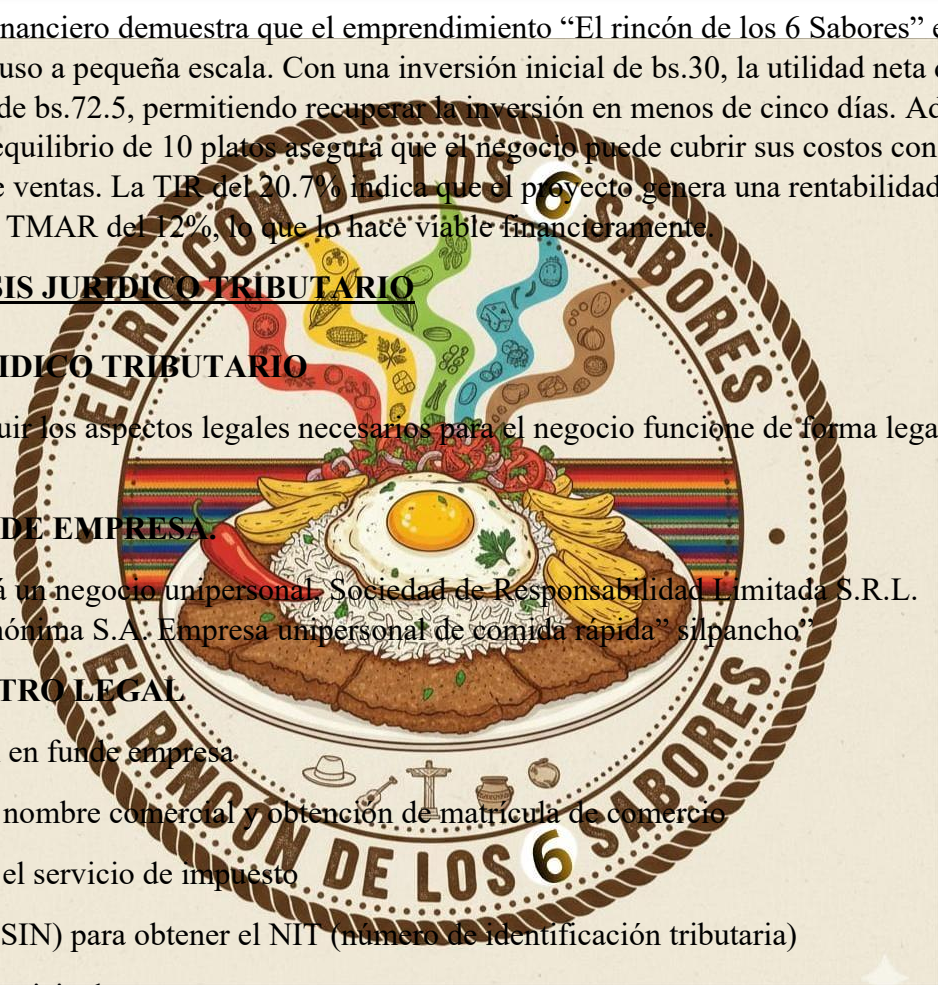 nanciero demuestra que el emprendimiento “El rincón de los 6 Sabores” e
uso a pequeña escala. Con una inversión inicial de bs.30, la utilidad neta
de bs.72.5, permitiendo recuperar la inversión en menos de cinco días. Ad
equilibrio de 10 platos asegura que el negocio puede cubrir sus costos con
e ventas. La TIR del 20.7% indica que el proyecto genera una rentabilidad
TMAR del 12%, lo que lo hace viable financieramente.
SIS JURIDICO TRIBUTARIO
IDICO TRIBUTARIO
uir los aspectos legales necesarios para el negocio funcione de forma lega
DE EMPRESA.
á un negocio unipersonal. Sociedad de Responsabilidad Limitada S.R.L.
nónima S.A. Empresa unipersonal de comida rápida” silpancho”
TRO LEGAL
en funde empresa
nombre comercial y obtención de matrícula de comercio
el servicio de impuesto
SIN) para obtener el NIT (número de identificación tributaria)
EL RINCÓN DE LOS 6 SABORES
EL RINCÓN DE LOS 6 SABORES